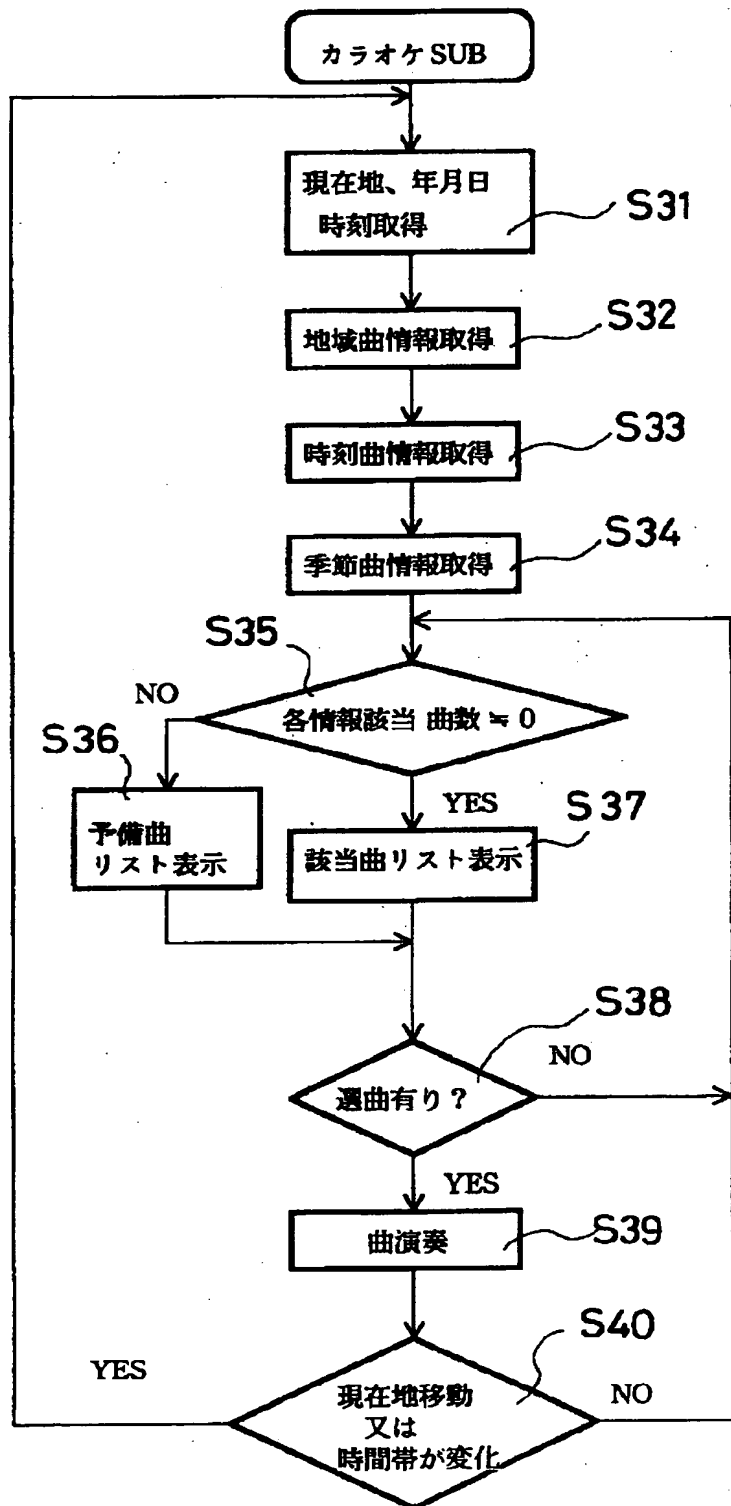 カラオケSUB
現在地、年月日
時刻取得
S31
地域曲情報取得
S32
時刻曲情報取得
S33
季節曲情報取得
S34
S35
各情報該当 曲数≒0
NO
YES
S36
予備曲
リスト表示
S37
該当曲リスト表示
S38
選曲有り？
NO
YES
曲演奏
S39
S40
現在地移動
又は
時間帯が変化
YES
NO